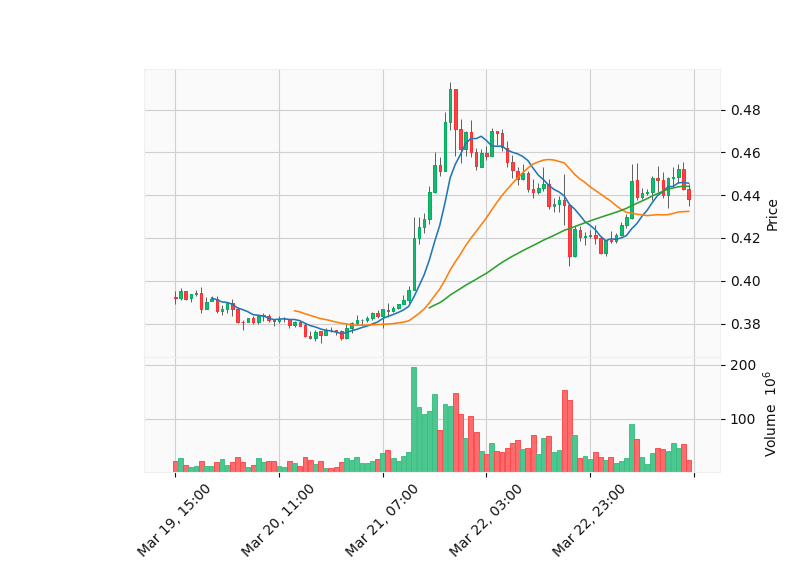 0.48
0.46
0.44
0.42
0.40
0.38
Price
200
100
Volume 10^6
Mar 19, 15:00
Mar 20, 11:00
Mar 21, 07:00
Mar 22, 03:00
Mar 22, 23:00